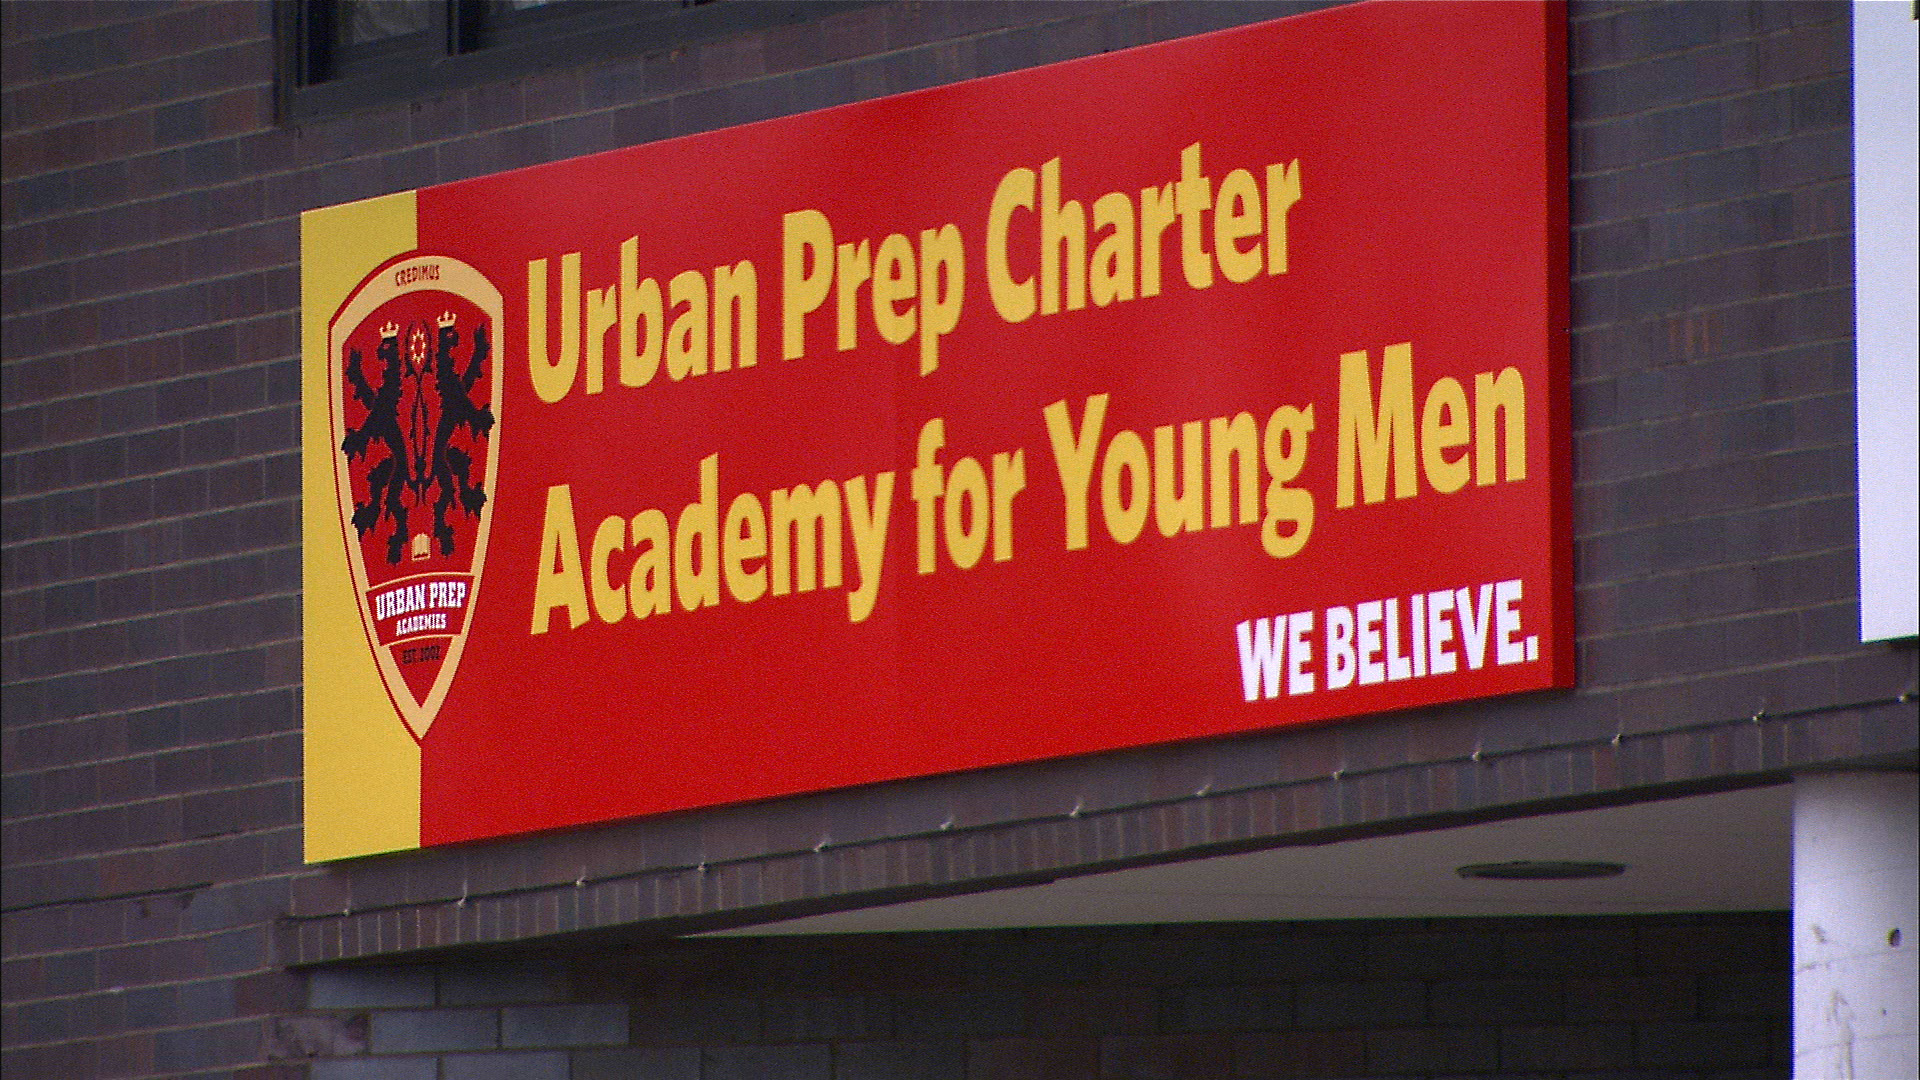 CREDIMUS
URBAN PREP
ACADEMIES
EST. 2002
Urban Prep Charter
Academy for Young Men
WE BELIEVE.